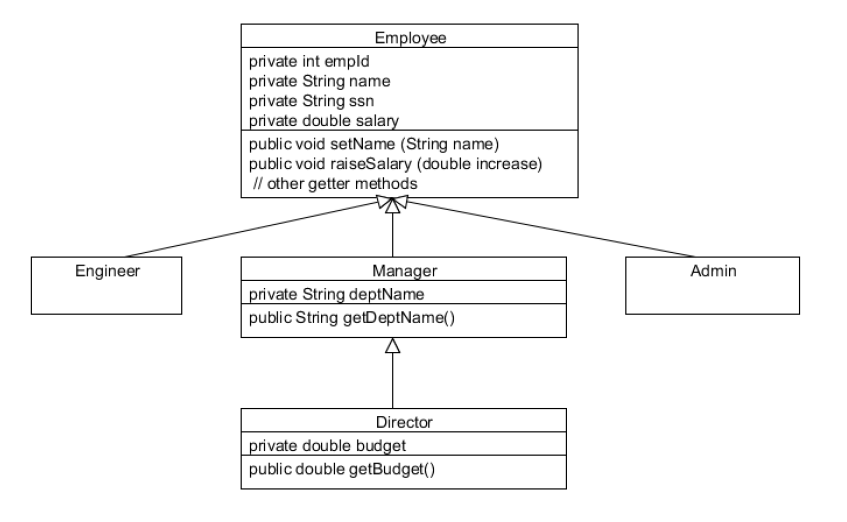 Employee
private int empId
private String name
private String ssn
private double salary
public void setName (String name)
public void raiseSalary (double increase)
// other getter methods
Engineer
Manager
private String deptName
public String getDeptName()
Admin
Director
private double budget
public double getBudget()